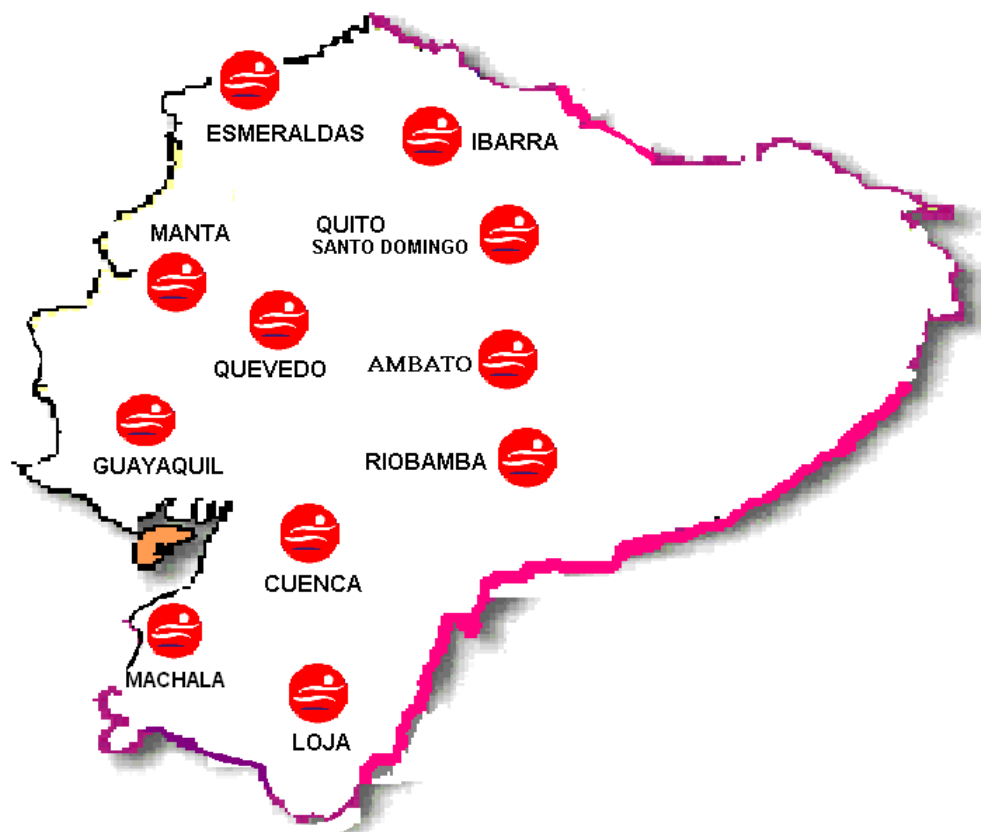 ESMERALDAS
IBARRA
QUITO
SANTO DOMINGO
MANTA
QUEVEDO
AMBATO
GUAYAQUIL
RIOBAMBA
CUENCA
MACHALA
LOJA